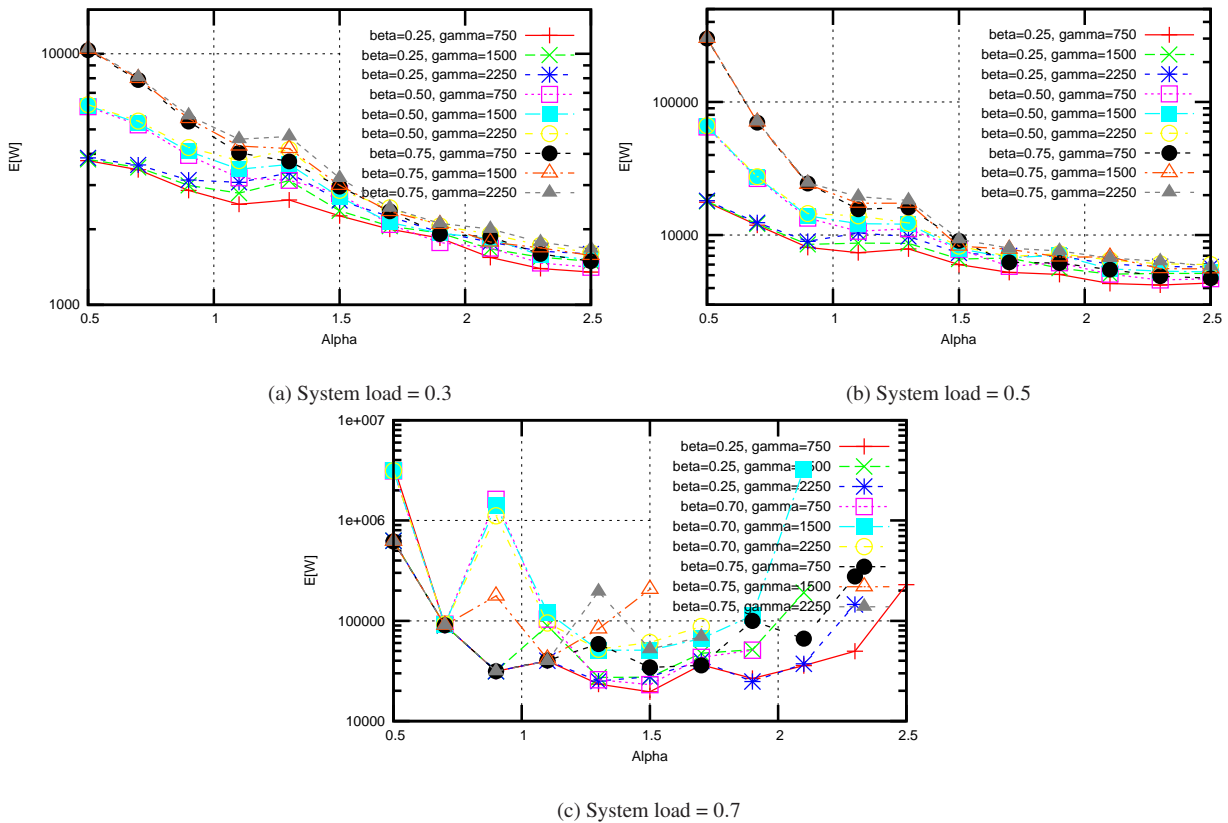 10000
1000
E[W]
beta=0.25, gamma=750
beta=0.25, gamma=1500
beta=0.25, gamma=2250
beta=0.50, gamma=750
beta=0.50, gamma=1500
beta=0.50, gamma=2250
beta=0.75, gamma=750
beta=0.75, gamma=1500
beta=0.75, gamma=2250
0.5 1 1.5 2 2.5
Alpha
(a) System load = 0.3
100000
10000
E[W]
beta=0.25, gamma=750
beta=0.25, gamma=1500
beta=0.25, gamma=2250
beta=0.50, gamma=750
beta=0.50, gamma=1500
beta=0.50, gamma=2250
beta=0.75, gamma=750
beta=0.75, gamma=1500
beta=0.75, gamma=2250
0.5 1 1.5 2 2.5
Alpha
(b) System load = 0.5
1e+007
1e+006
100000
10000
E[W]
beta=0.25, gamma=750
beta=0.25, gamma=1500
beta=0.25, gamma=2250
beta=0.70, gamma=750
beta=0.70, gamma=1500
beta=0.70, gamma=2250
beta=0.75, gamma=750
beta=0.75, gamma=1500
beta=0.75, gamma=2250
0.5 1 1.5 2 2.5
Alpha
(c) System load = 0.7